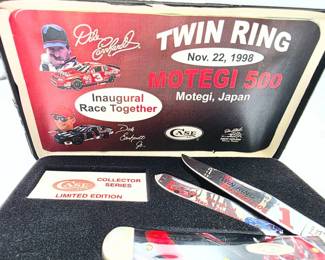 Dale Earnhardt
TWIN RING
Nov. 22, 1998
MOTEGI 500
Motegi, Japan
Inaugural
Race Together
Dale Earnhardt
Jr.
CASE
CASE
COLLECTOR
SERIES
LIMITED EDITION
1